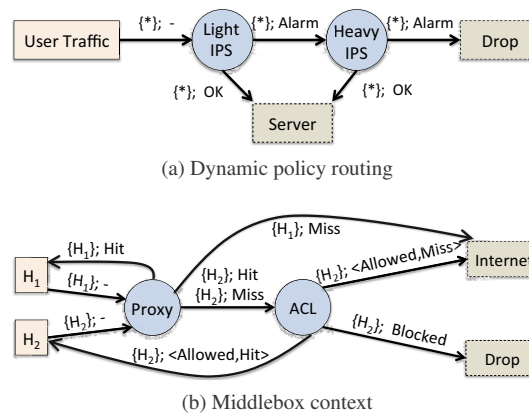 {*}; -
{*}; Alarm
{*}; Alarm
User Traffic
Light
IPS
Heavy
IPS
Drop
{*}; OK
{*}; OK
Server
(a) Dynamic policy routing
{H1}; Hit
{H1}; Miss
{H2}; <Allowed,Miss>
Internet
H1
{H1}; -
{H2}; Hit
{H2}; Miss
Proxy
ACL
{H2}; -
H2
{H2}; <Allowed,Hit>
{H2}; Blocked
Drop
(b) Middlebox context